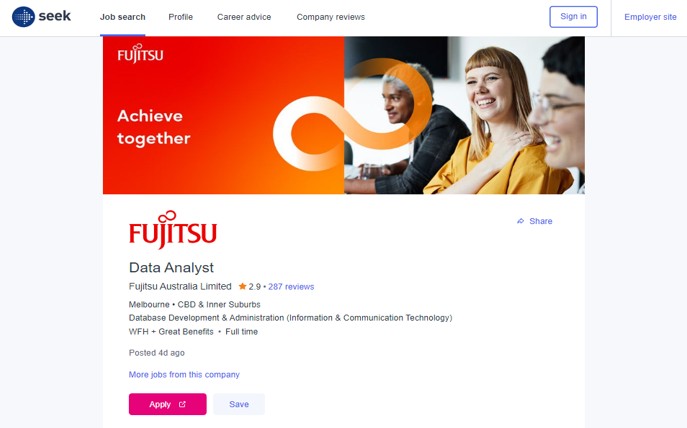 seek
Job search
Profile
Career advice
Company reviews
Sign in
Employer site
FUJITSU
Achieve
together
FUJITSU
Share
Data Analyst
Fujitsu Australia Limited ★ 2.9 • 287 reviews
Melbourne • CBD & Inner Suburbs
Database Development & Administration (Information & Communication Technology)
WFH + Great Benefits • Full time
Posted 4d ago
More jobs from this company
Apply
Save